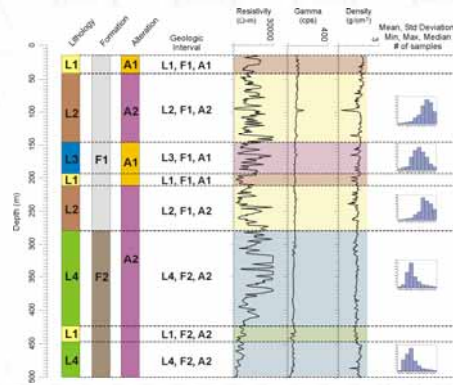 Lithology
Formation
Alteration
Geologic
Interval
Resistivity
(Ω-m)
30000
Gamma
(cps)
400
Density
(g/cm³)
3
Mean, Std Deviation
Min, Max, Median
# of samples
Depth (m)
0
50
100
150
200
250
300
350
400
450
500
L1
L2
L3
L1
L2
L4
L1
L4
F1
F2
A1
A2
A1
A2
L1, F1, A1
L2, F1, A2
L3, F1, A1
L1, F1, A1
L2, F1, A2
L4, F2, A2
L1, F2, A2
L4, F2, A2